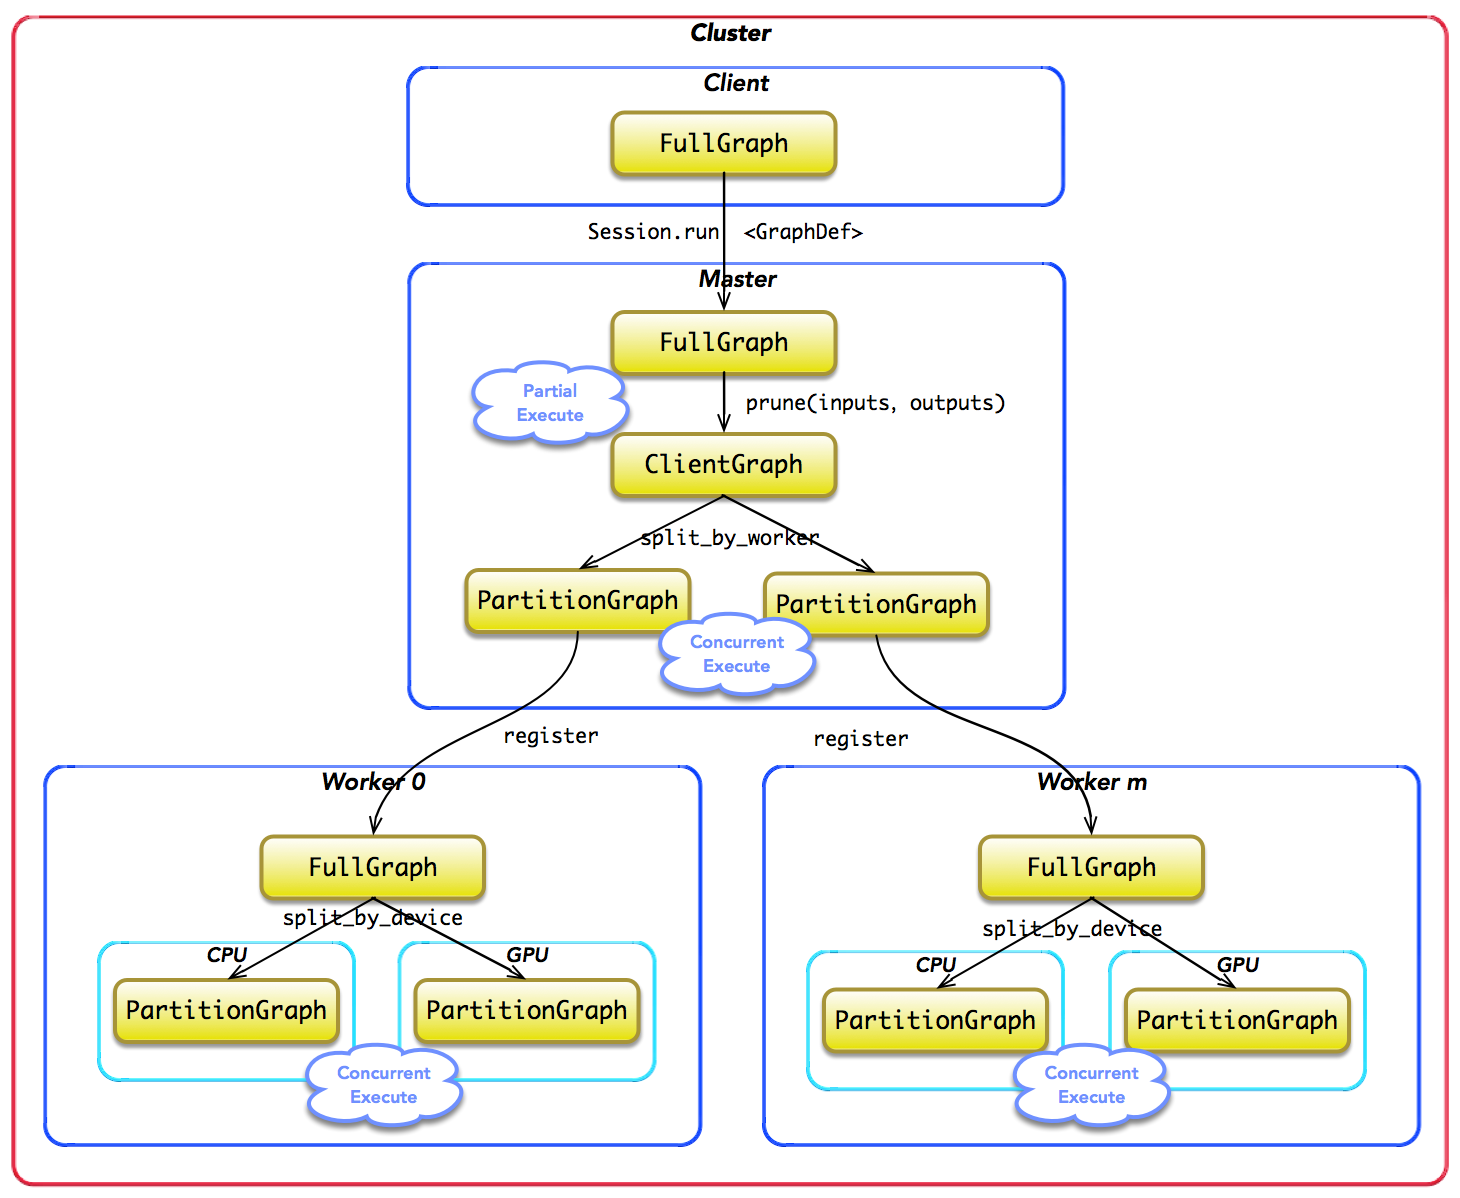 Cluster
Client
FullGraph
Session.run <GraphDef>
Master
FullGraph
Partial
Execute
prune(inputs, outputs)
ClientGraph
split_by_worker
PartitionGraph
PartitionGraph
Concurrent
Execute
register
register
Worker 0
FullGraph
split_by_device
CPU
GPU
PartitionGraph
PartitionGraph
Concurrent
Execute
Worker m
FullGraph
split_by_device
CPU
GPU
PartitionGraph
PartitionGraph
Concurrent
Execute